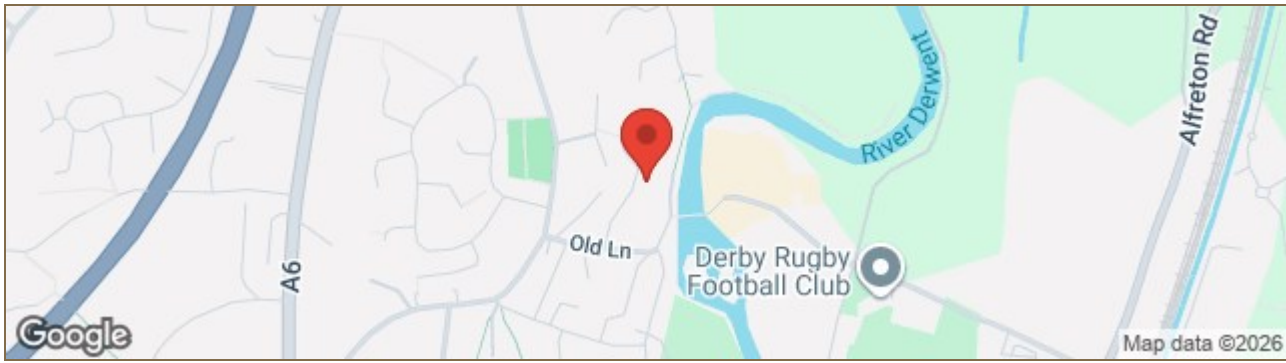 Alfreton Rd
River Derwent
Old Ln
A6
Derby Rugby
Football Club
Google
Map data ©2026